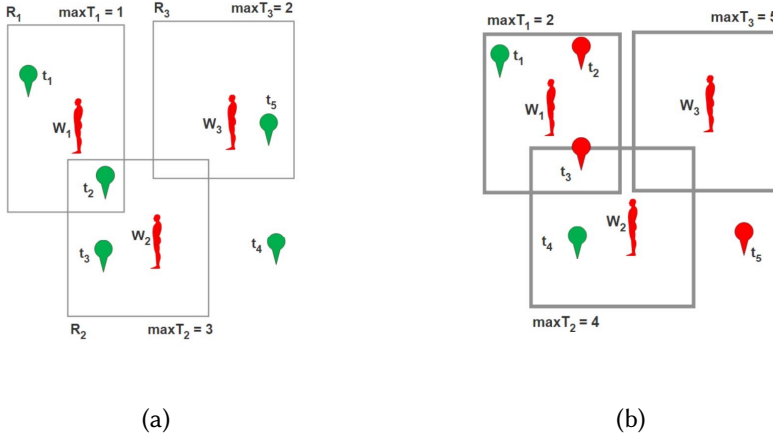 R1 maxT1 = 1
R3 maxT3 = 2
t1
W1
t5
W3
t2
W2
t3
t4
R2 maxT2 = 3
(a)
maxT1 = 2
maxT3 = 5
t1
t2
W1
W3
t3
W2
t4
t5
maxT2 = 4
(b)